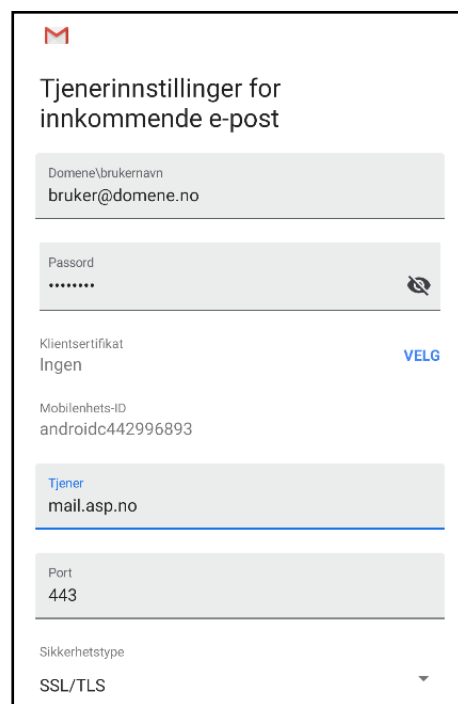 Tjenerinnstillinger for
innkommende e-post
Domene\brukernavn
bruker@domene.no
Passord
••••••••
Klientsertifikat
Ingen
VELG
Mobilenhets-ID
androidc442996893
Tjener
mail.asp.no
Port
443
Sikkerhetstype
SSL/TLS